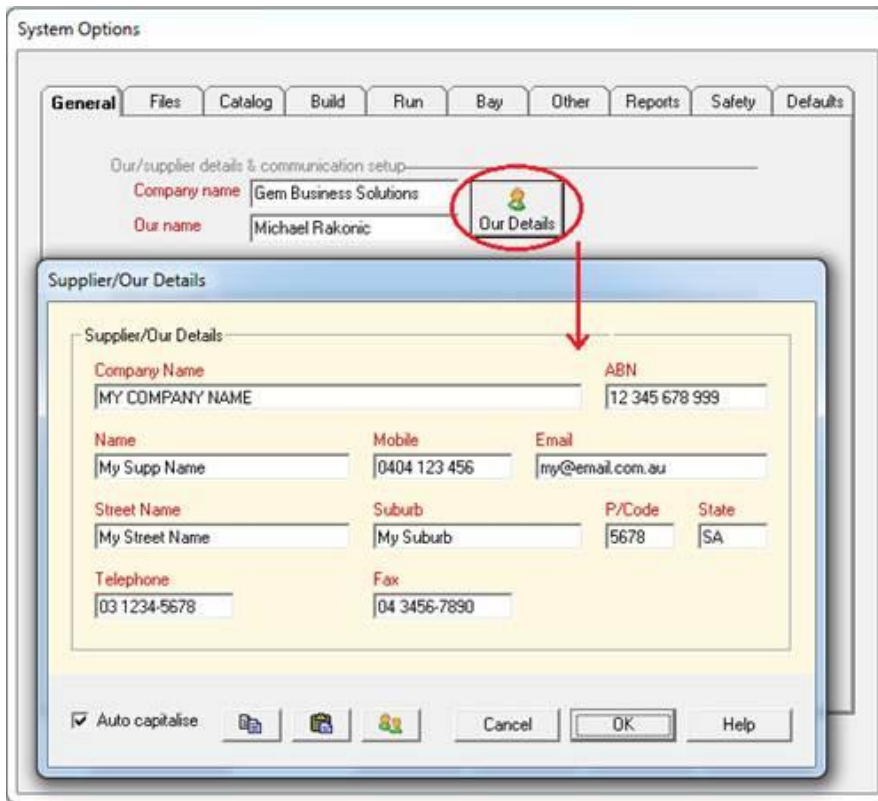 System Options
General Files Catalog Build Run Bay Other Reports Safety Defaults
Our/supplier details & communication setup
Company name Gem Business Solutions
Our name Michael Rakonic
Our Details
Supplier/Our Details
Supplier/Our Details
Company Name ABN
MY COMPANY NAME 12 345 678 999
Name Mobile Email
My Supp Name 0404 123 456 my@email.com.au
Street Name Suburb P/Code State
My Street Name My Suburb 5678 SA
Telephone Fax
03 1234-5678 04 3456-7890
Auto capitalise Cancel OK Help